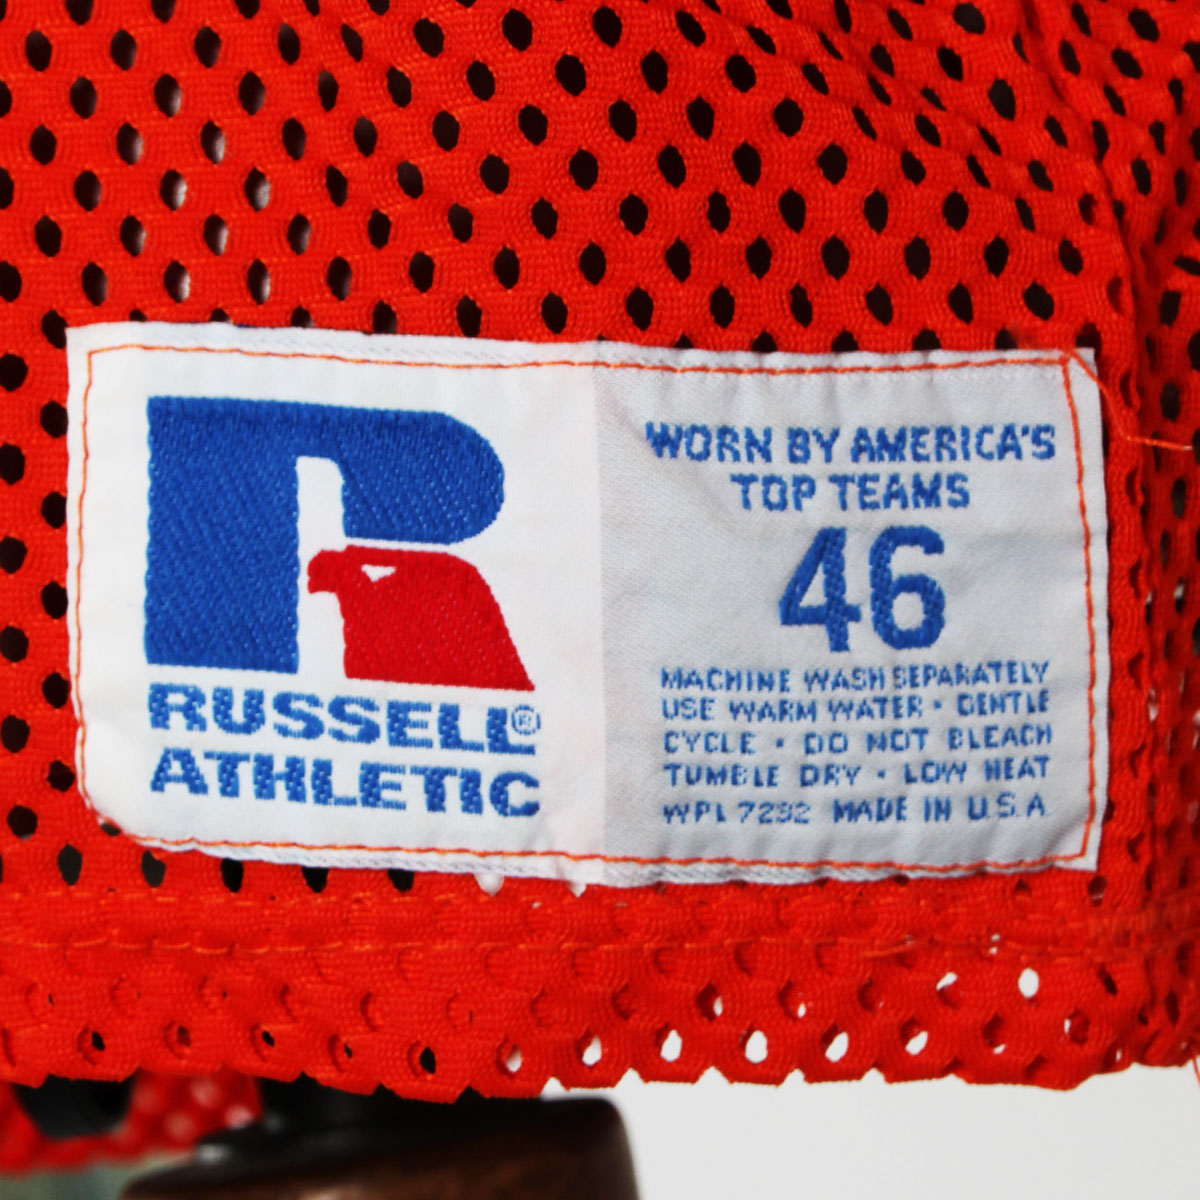 RUSSELL®
ATHLETIC
WORN BY AMERICA'S
TOP TEAMS
46
MACHINE WASH SEPARATELY
USE WARM WATER · GENTLE
CYCLE · DO NOT BLEACH
TUMBLE DRY · LOW HEAT
WPL 7292 MADE IN U.S.A